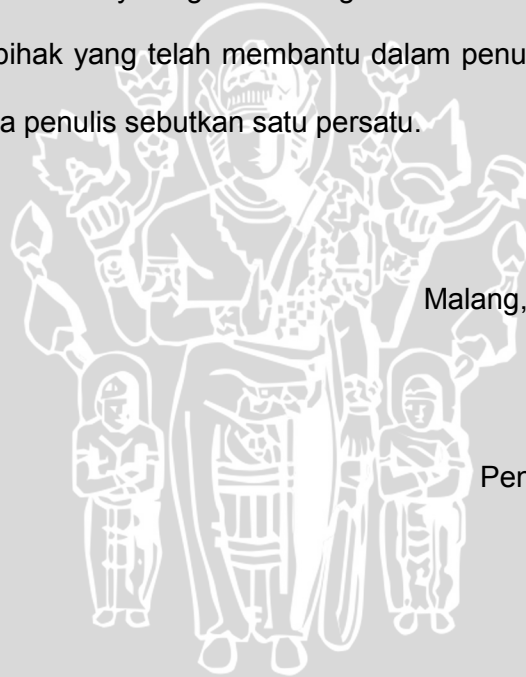 pihak yang telah membantu dalam penu
a penulis sebutkan satu persatu.
Malang,
Pen